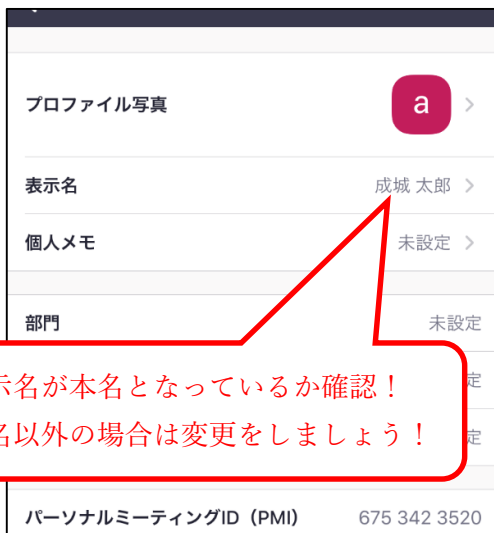 プロファイル写真
a
表示名 成城 太郎
個人メモ 未設定
部門 未設定
示名が本名となっているか確認! 定
名以外の場合は変更をしましょう! 定
パーソナルミーティングID(PMI) 675 342 3520